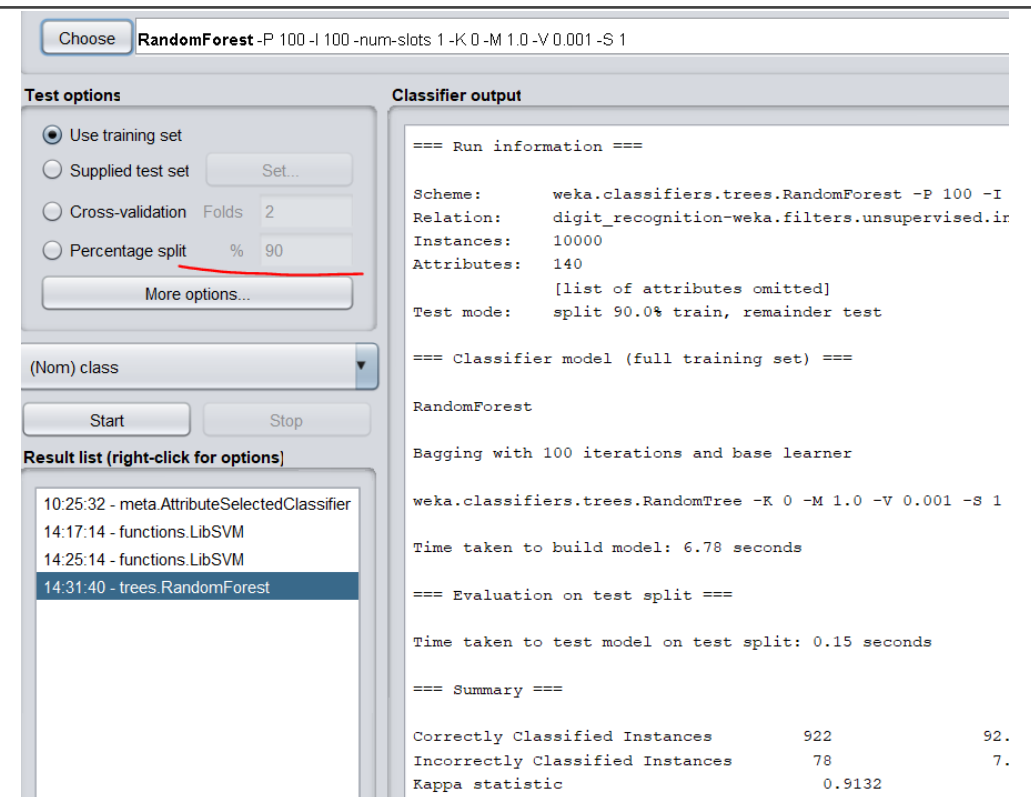 Choose RandomForest -P 100 -I 100 -num-slots 1 -K 0 -M 1.0 -V 0.001 -S 1
Test options
Use training set
Supplied test set Set...
Cross-validation Folds 2
Percentage split % 90
More options...
(Nom) class
Start Stop
Result list (right-click for options)
10:25:32 - meta.AttributeSelectedClassifier
14:17:14 - functions.LibSVM
14:25:14 - functions.LibSVM
14:31:40 - trees.RandomForest
Classifier output
=== Run information ===
Scheme: weka.classifiers.trees.RandomForest -P 100 -I
Relation: digit_recognition-weka.filters.unsupervised.in
Instances: 10000
Attributes: 140
[list of attributes omitted]
Test mode: split 90.0% train, remainder test
=== Classifier model (full training set) ===
RandomForest
Bagging with 100 iterations and base learner
weka.classifiers.trees.RandomTree -K 0 -M 1.0 -V 0.001 -S 1
Time taken to build model: 6.78 seconds
=== Evaluation on test split ===
Time taken to test model on test split: 0.15 seconds
=== Summary ===
Correctly Classified Instances 922 92.
Incorrectly Classified Instances 78 7.
Kappa statistic 0.9132